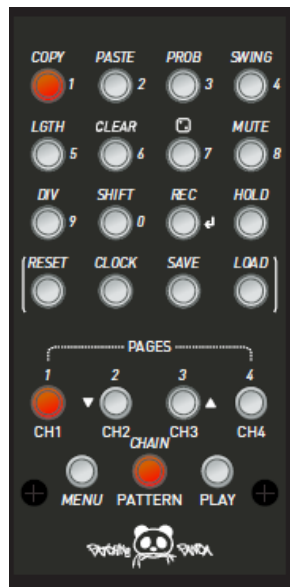 COPY PASTE PROB SWING
1 2 3 4
LGTH CLEAR MUTE
5 6 7 8
DIV SHIFT REC HOLD
9 0
RESET CLOCK SAVE LOAD
PAGES
1 2 3 4
CH1 CH2 CH3 CH4
CHAIN
MENU PATTERN PLAY
PATCHING PANDA